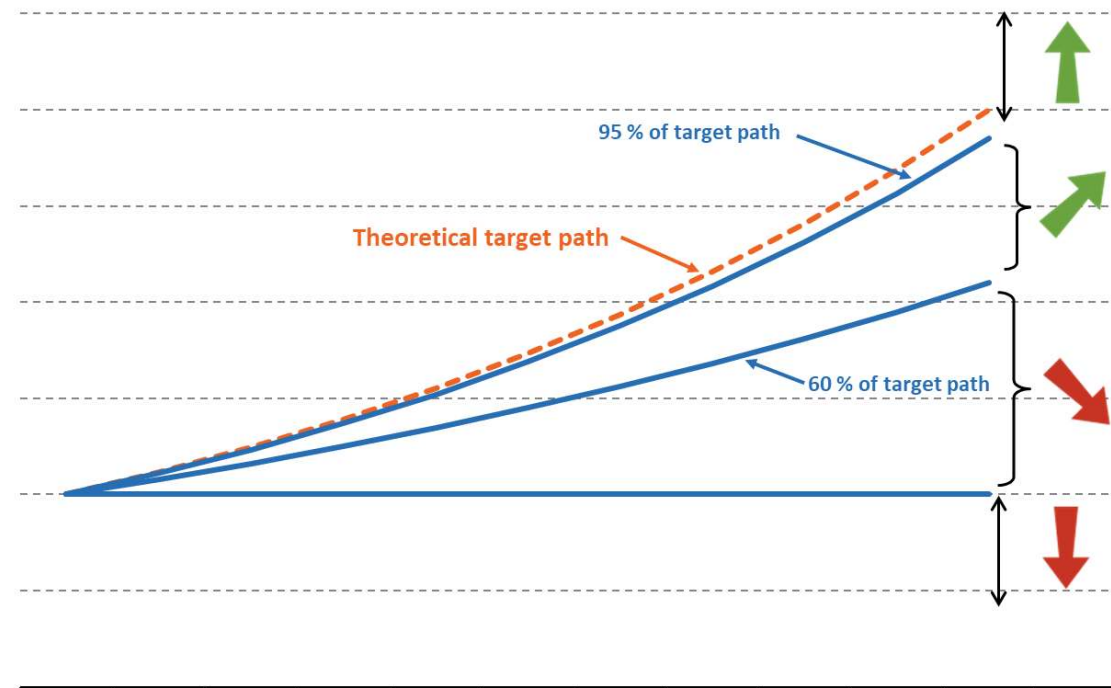 95 % of target path
Theoretical target path
60 % of target path